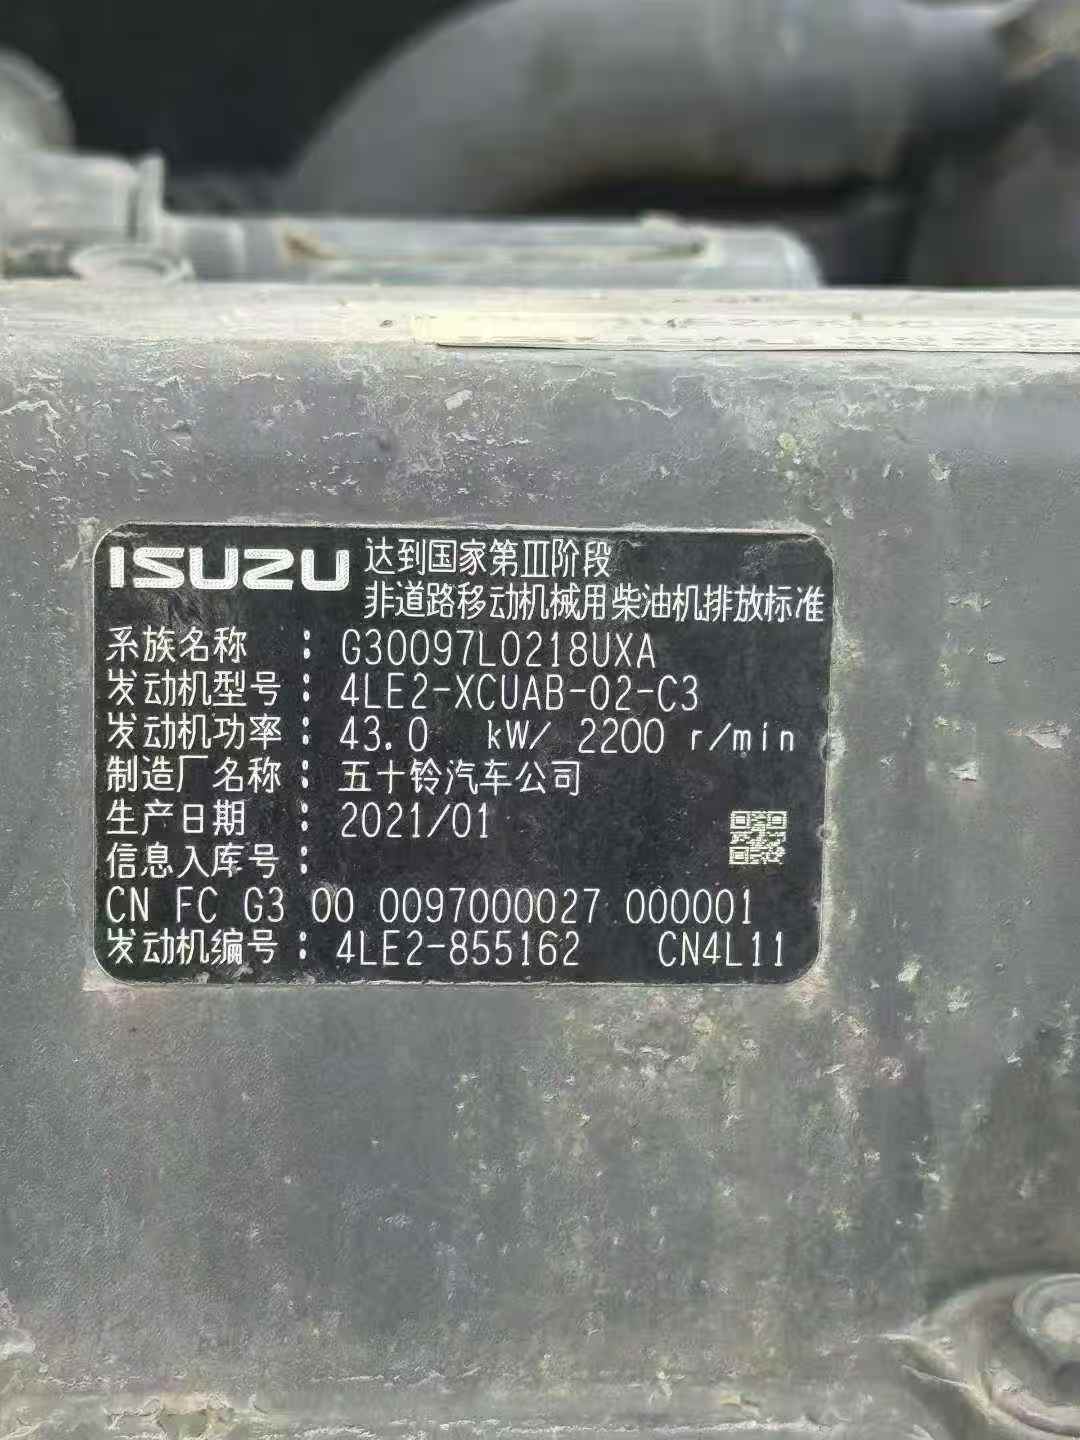 ISUZU 达到国家第III阶段
非道路移动机械用柴油机排放标准
系族名称 : G30097L0218UXA
发动机型号 : 4LE2-XCUAB-02-C3
发动机功率 : 43.0 kW/ 2200 r/min
制造厂名称 : 五十铃汽车公司
生产日期 : 2021/01
信息入库号 :
CN FC G3 00 0097000027 000001
发动机编号 : 4LE2-855162 CN4L11